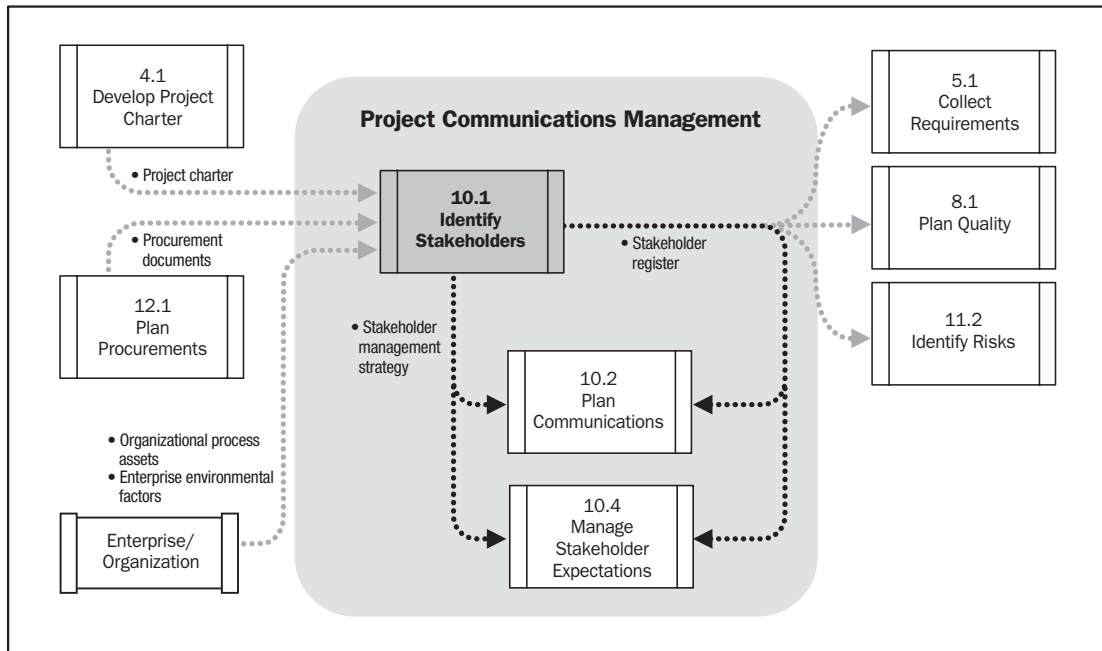 4.1
Develop Project
Charter
• Project charter
• Procurement
documents
12.1
Plan
Procurements
• Organizational process
assets
• Enterprise environmental
factors
Enterprise/
Organization
Project Communications Management
10.1
Identify
Stakeholders
• Stakeholder
register
• Stakeholder
management
strategy
10.2
Plan
Communications
10.4
Manage
Stakeholder
Expectations
5.1
Collect
Requirements
8.1
Plan Quality
11.2
Identify Risks